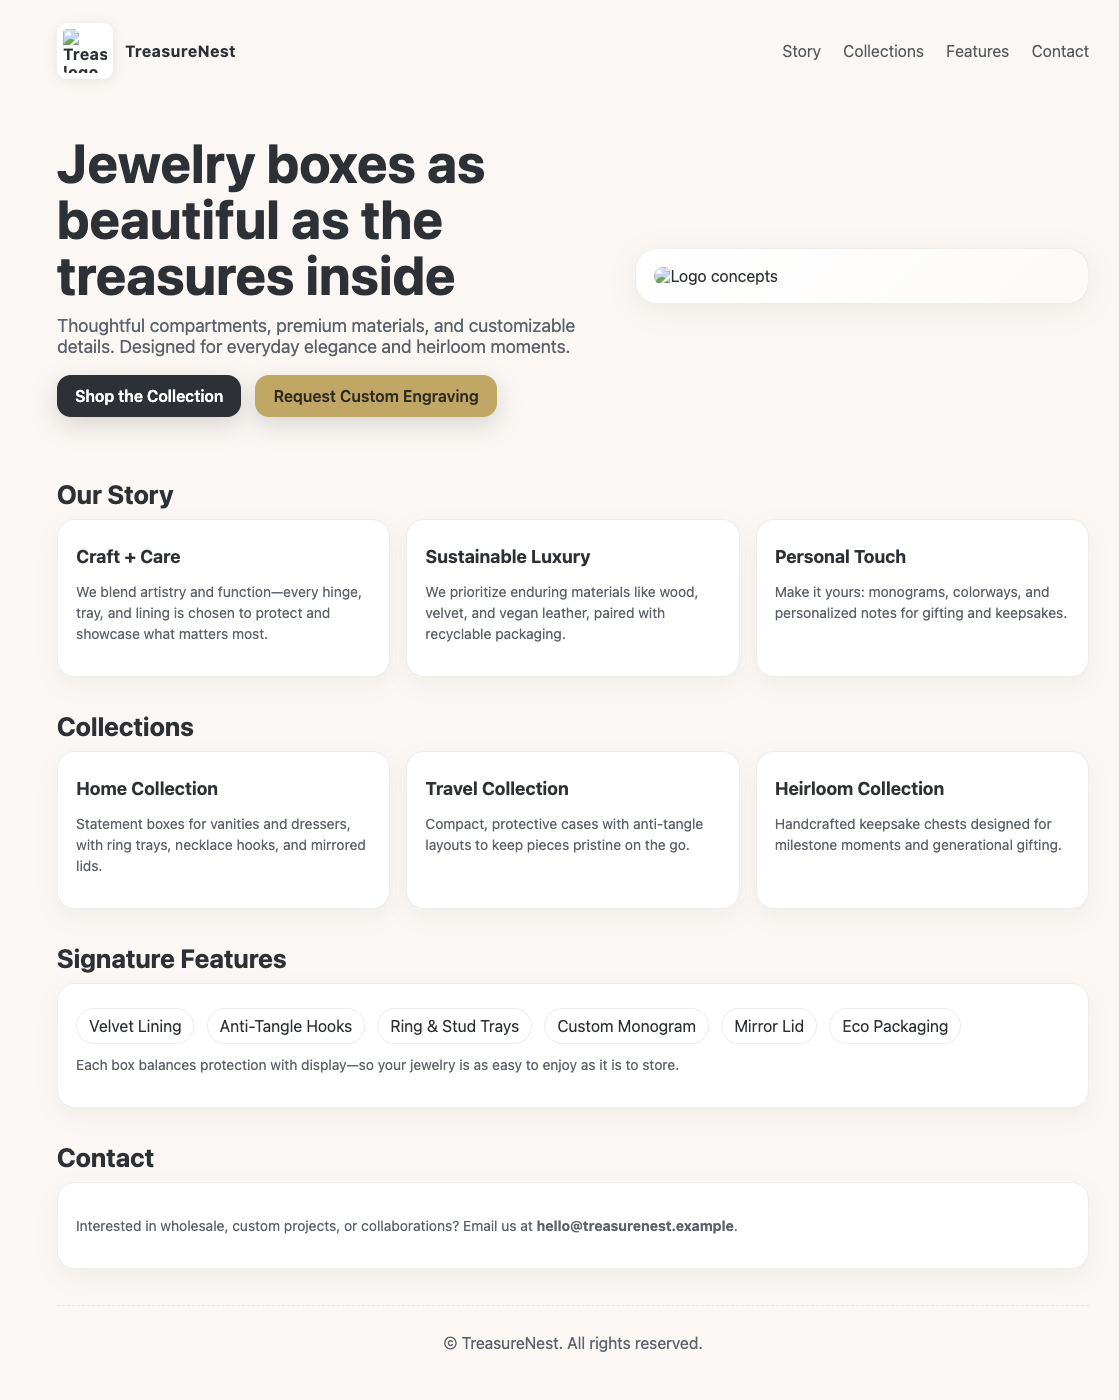 Treas
logo
TreasureNest
Story Collections Features Contact
Jewelry boxes as
beautiful as the
treasures inside
Logo concepts
Thoughtful compartments, premium materials, and customizable
details. Designed for everyday elegance and heirloom moments.
Shop the Collection Request Custom Engraving
Our Story
Craft + Care
We blend artistry and function—every hinge,
tray, and lining is chosen to protect and
showcase what matters most.
Sustainable Luxury
We prioritize enduring materials like wood,
velvet, and vegan leather, paired with
recyclable packaging.
Personal Touch
Make it yours: monograms, colorways, and
personalized notes for gifting and keepsakes.
Collections
Home Collection
Statement boxes for vanities and dressers,
with ring trays, necklace hooks, and mirrored
lids.
Travel Collection
Compact, protective cases with anti-tangle
layouts to keep pieces pristine on the go.
Heirloom Collection
Handcrafted keepsake chests designed for
milestone moments and generational gifting.
Signature Features
Velvet Lining Anti-Tangle Hooks Ring & Stud Trays Custom Monogram Mirror Lid Eco Packaging
Each box balances protection with display—so your jewelry is as easy to enjoy as it is to store.
Contact
Interested in wholesale, custom projects, or collaborations? Email us at hello@treasurenest.example.
© TreasureNest. All rights reserved.